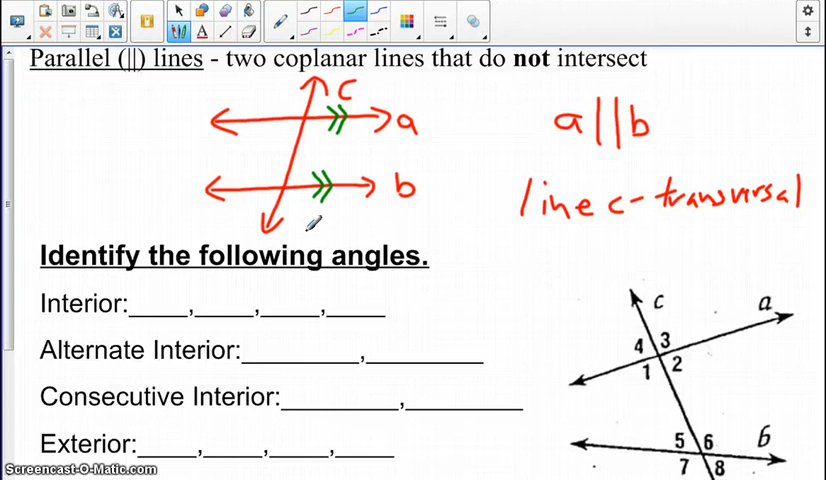 Parallel (||) lines - two coplanar lines that do not intersect
c
a
a||b
b
line c - transversal
Identify the following angles.
Interior:____,____,____,____
Alternate Interior:________,________
Consecutive Interior:________,________
Exterior:____,____,____,____
c
a
4 3
1 2
5 6
b
7 8
Screencast-O-Matic.com